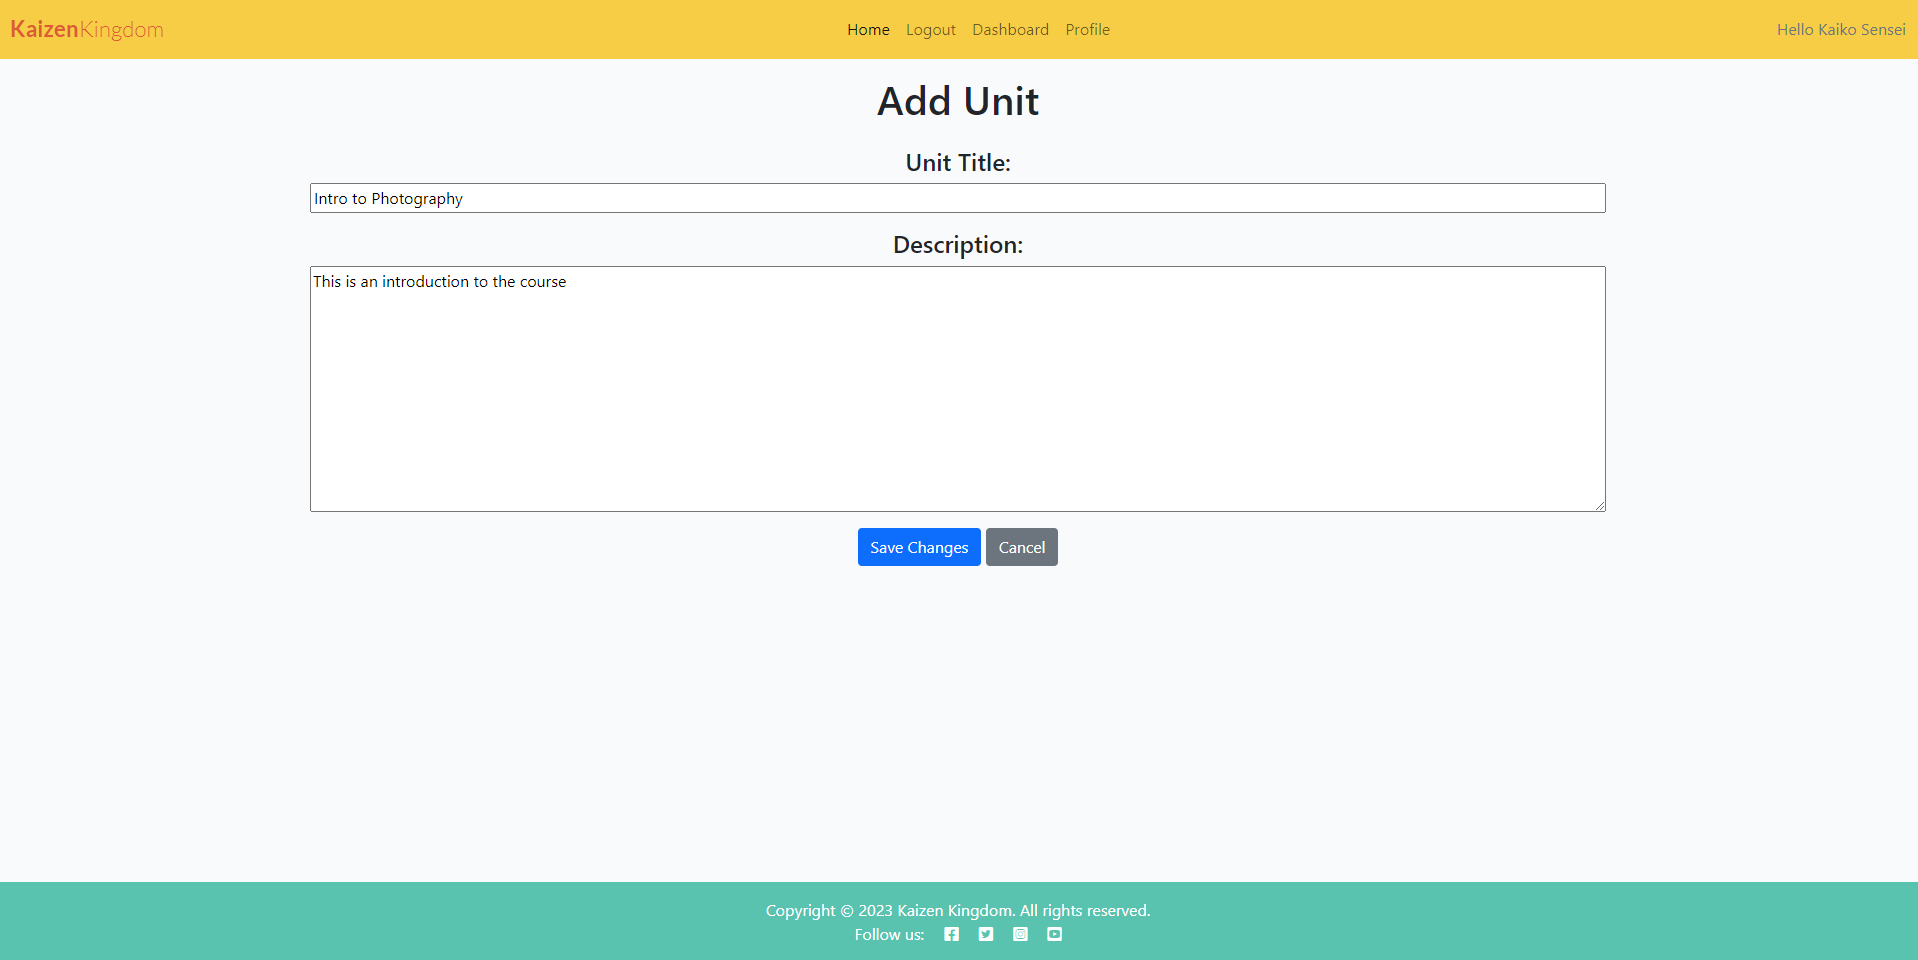 KaizenKingdom Home Logout Dashboard Profile Hello Kaiko Sensei
Add Unit
Unit Title:
Intro to Photography
Description:
This is an introduction to the course
Save Changes Cancel
Copyright © 2023 Kaizen Kingdom. All rights reserved.
Follow us: